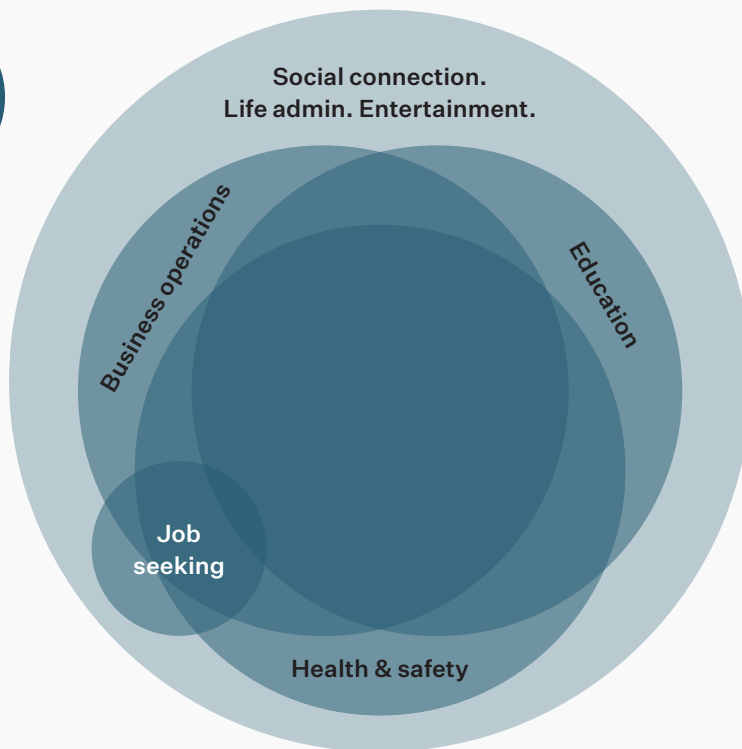 Social connection.
Life admin. Entertainment.
Business operations
Education
Job
seeking
Health & safety